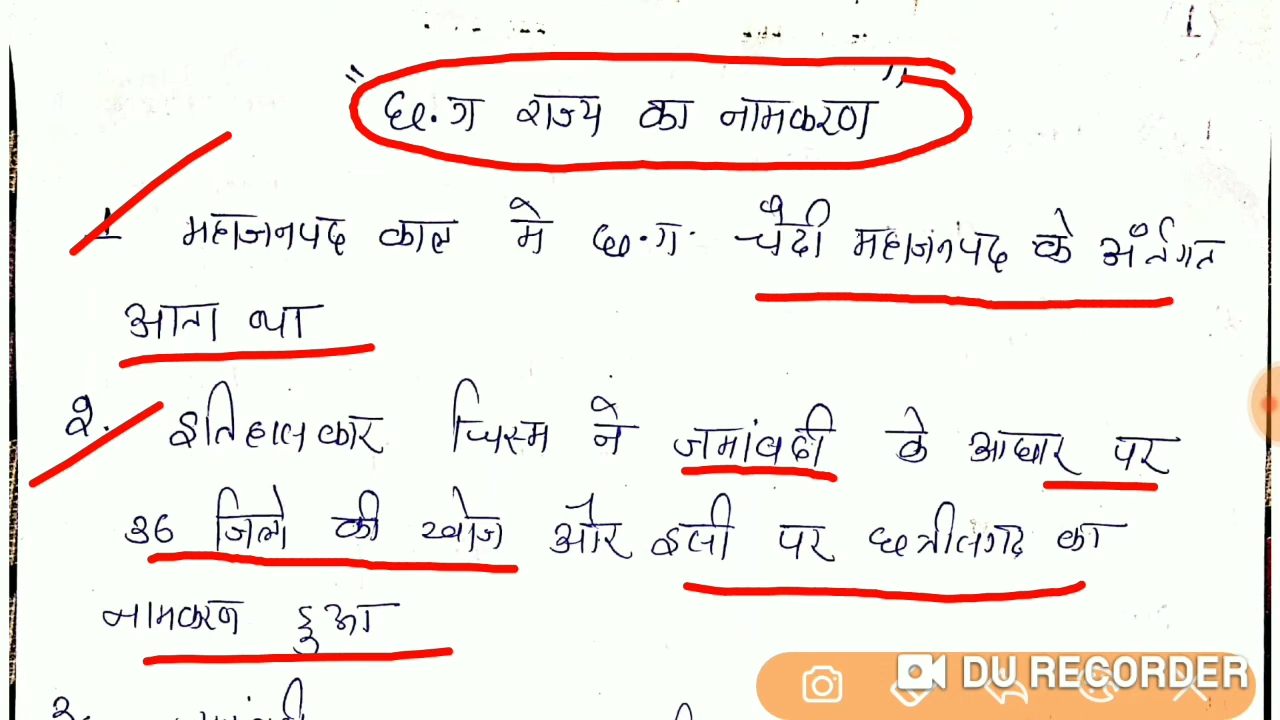 "छ.ग राज्य का नामकरण"
1 महाजनपद काल मे छ.ग. चेदी महाजनपद के अंर्तगत
आता था
2. इतिहासकार चिस्म ने जमांबदी के आधार पर
36 जिलो की खोज और इसी पर छत्तीसगढ़ का
नामकरण हुआ
DU RECORDER